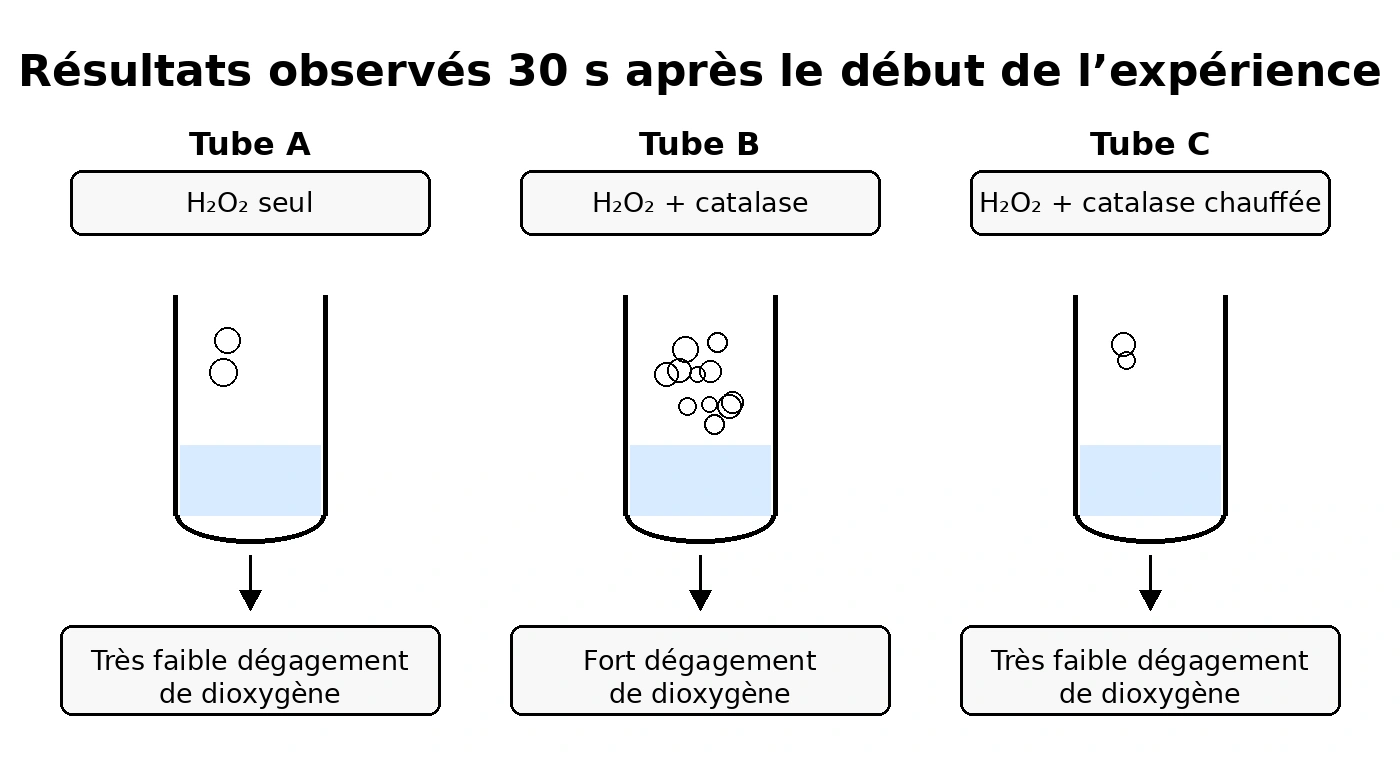 Résultats observés 30 s après le début de l’expérience
Tube A
Tube B
Tube C
H₂O₂ seul
H₂O₂ + catalase
H₂O₂ + catalase chauffée
Très faible dégagement
de dioxygène
Fort dégagement
de dioxygène
Très faible dégagement
de dioxygène